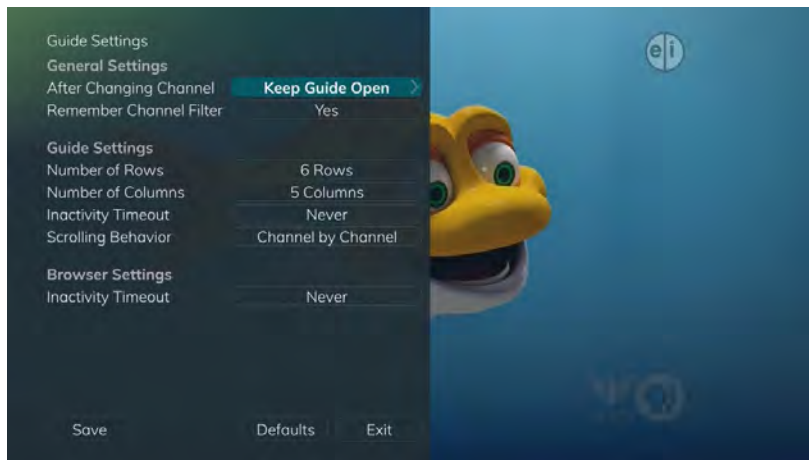 Guide Settings
General Settings
After Changing Channel Keep Guide Open
Remember Channel Filter Yes
Guide Settings
Number of Rows 6 Rows
Number of Columns 5 Columns
Inactivity Timeout Never
Scrolling Behavior Channel by Channel
Browser Settings
Inactivity Timeout Never
Save Defaults Exit
e i